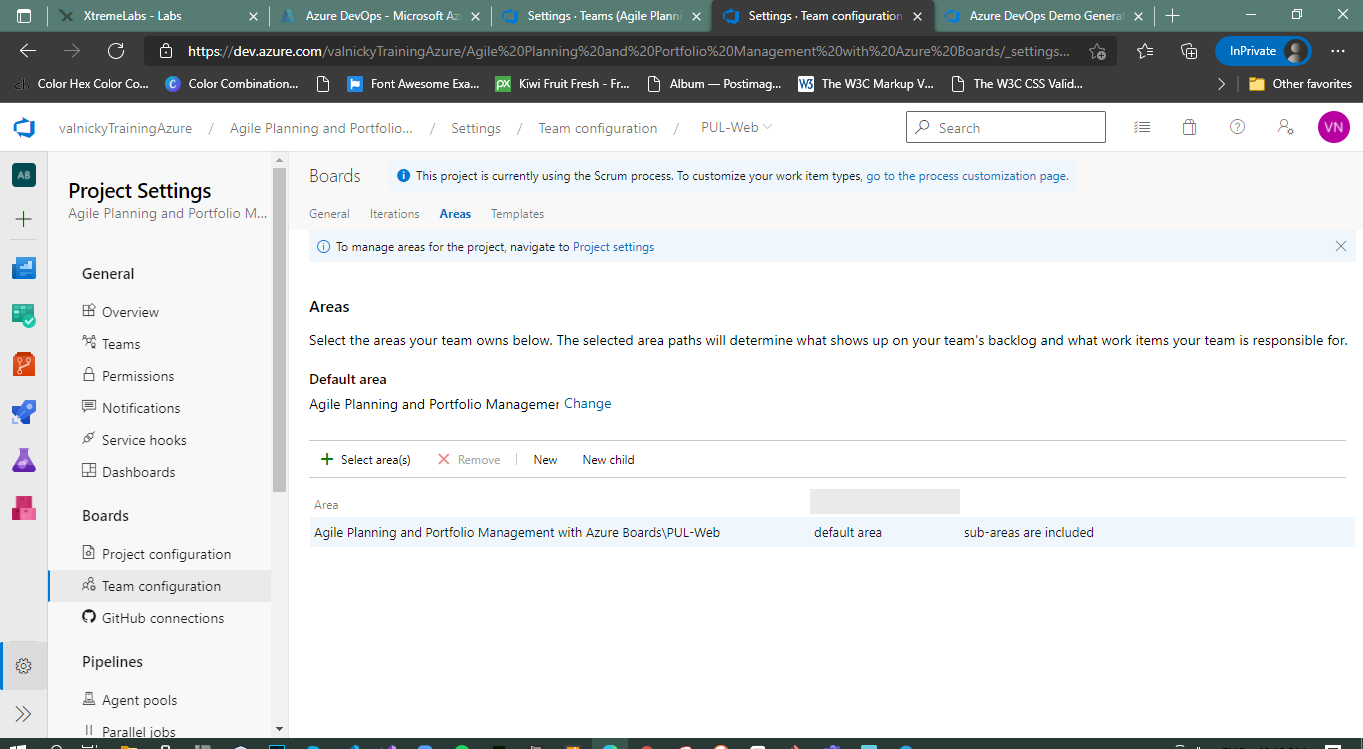 XtremeLabs - Labs
Azure DevOps - Microsoft Az
Settings · Teams (Agile Planni
Settings · Team configuration
Azure DevOps Demo Genera
https://dev.azure.com/valnickyTrainingAzure/Agile%20Planning%20and%20Portfolio%20Management%20with%20Azure%20Boards/_settings...
InPrivate
Color Hex Color Co...
Color Combination...
Font Awesome Exa...
px
Kiwi Fruit Fresh - Fr...
Album — Postimag...
W3
The W3C Markup V...
The W3C CSS Valid...
Other favorites
valnickyTrainingAzure / Agile Planning and Portfolio... / Settings / Team configuration / PUL-Web
Search
VN
AB
Project Settings
Agile Planning and Portfolio M...
General
Overview
Teams
Permissions
Notifications
Service hooks
Dashboards
Boards
Project configuration
Team configuration
GitHub connections
Pipelines
Agent pools
Parallel jobs
Boards
This project is currently using the Scrum process. To customize your work item types, go to the process customization page.
General Iterations Areas Templates
To manage areas for the project, navigate to Project settings
Areas
Select the areas your team owns below. The selected area paths will determine what shows up on your team's backlog and what work items your team is responsible for.
Default area
Agile Planning and Portfolio Managemer Change
Select area(s) Remove New New child
Area
Agile Planning and Portfolio Management with Azure Boards\PUL-Web default area sub-areas are included